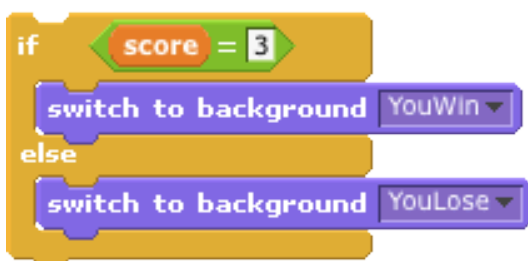 if score = 3
switch to background YouWin
else
switch to background YouLose